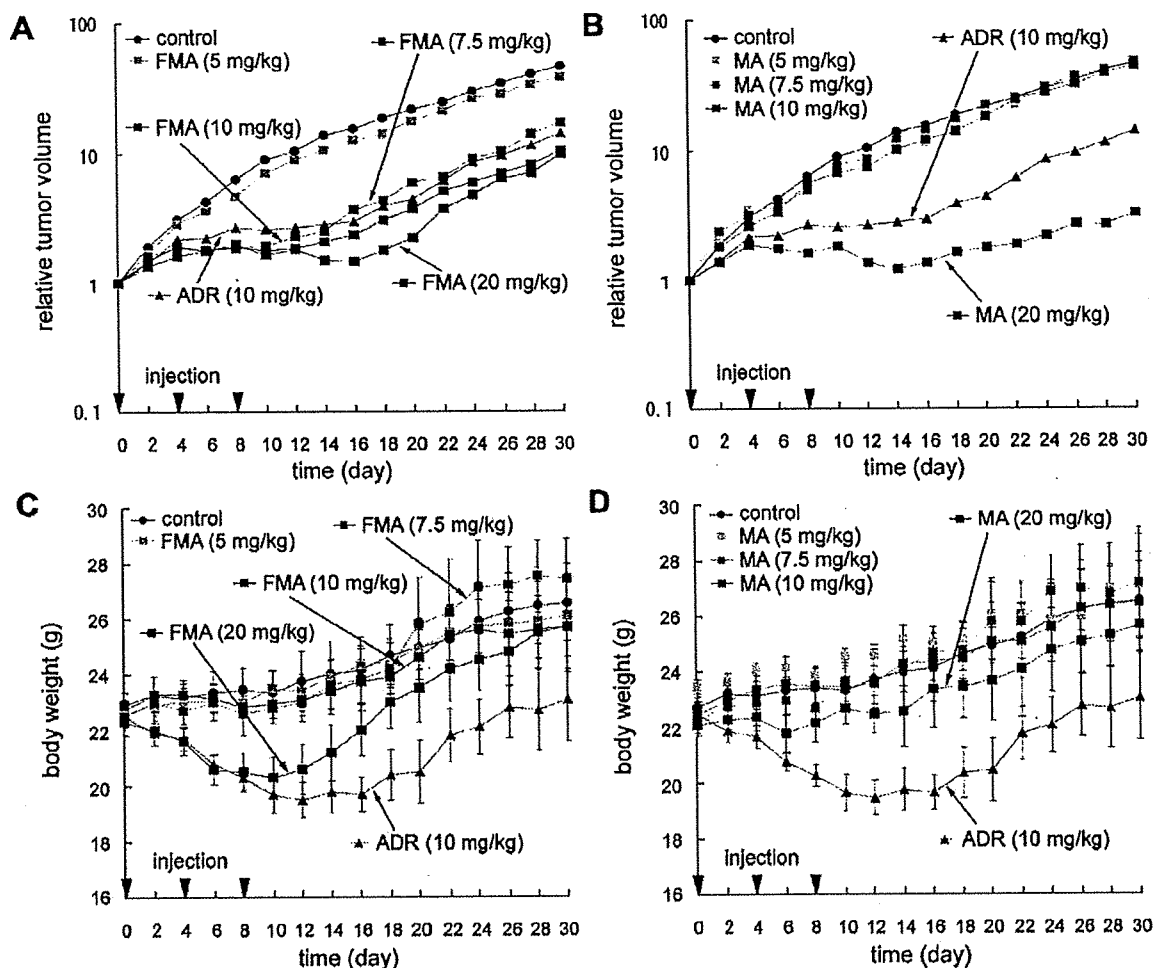 A
100
10
1
0.1
relative tumor volume
control
FMA (5 mg/kg)
FMA (7.5 mg/kg)
FMA (10 mg/kg)
ADR (10 mg/kg)
FMA (20 mg/kg)
injection
0 2 4 6 8 10 12 14 16 18 20 22 24 26 28 30
time (day)
B
100
10
1
0.1
relative tumor volume
control
MA (5 mg/kg)
MA (7.5 mg/kg)
MA (10 mg/kg)
ADR (10 mg/kg)
MA (20 mg/kg)
injection
0 2 4 6 8 10 12 14 16 18 20 22 24 26 28 30
time (day)
C
30
28
26
24
22
20
18
16
body weight (g)
control
FMA (5 mg/kg)
FMA (7.5 mg/kg)
FMA (10 mg/kg)
FMA (20 mg/kg)
ADR (10 mg/kg)
injection
0 2 4 6 8 10 12 14 16 18 20 22 24 26 28 30
time (day)
D
30
28
26
24
22
20
18
16
body weight (g)
control
MA (5 mg/kg)
MA (7.5 mg/kg)
MA (10 mg/kg)
MA (20 mg/kg)
ADR (10 mg/kg)
injection
0 2 4 6 8 10 12 14 16 18 20 22 24 26 28 30
time (day)